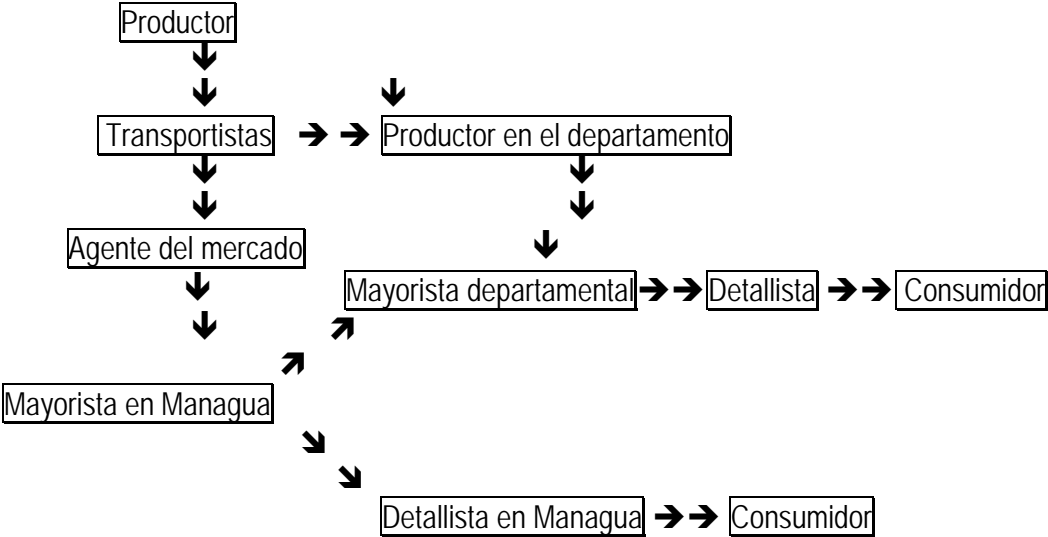 Productor
Transportistas
Productor en el departamento
Agente del mercado
Mayorista departamental
Detallista
Consumidor
Mayorista en Managua
Detallista en Managua
Consumidor